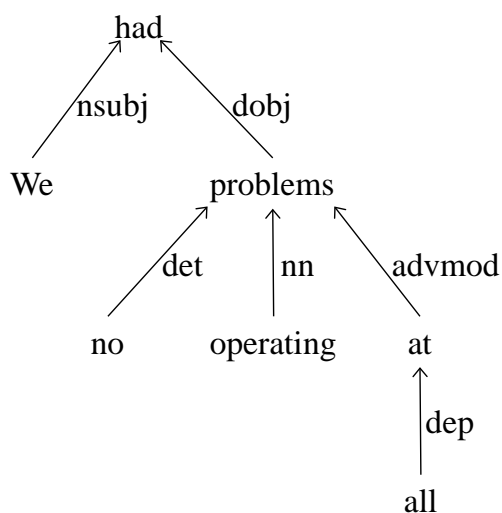 had
nsubj dobj
We problems
det nn advmod
no operating at
dep
all